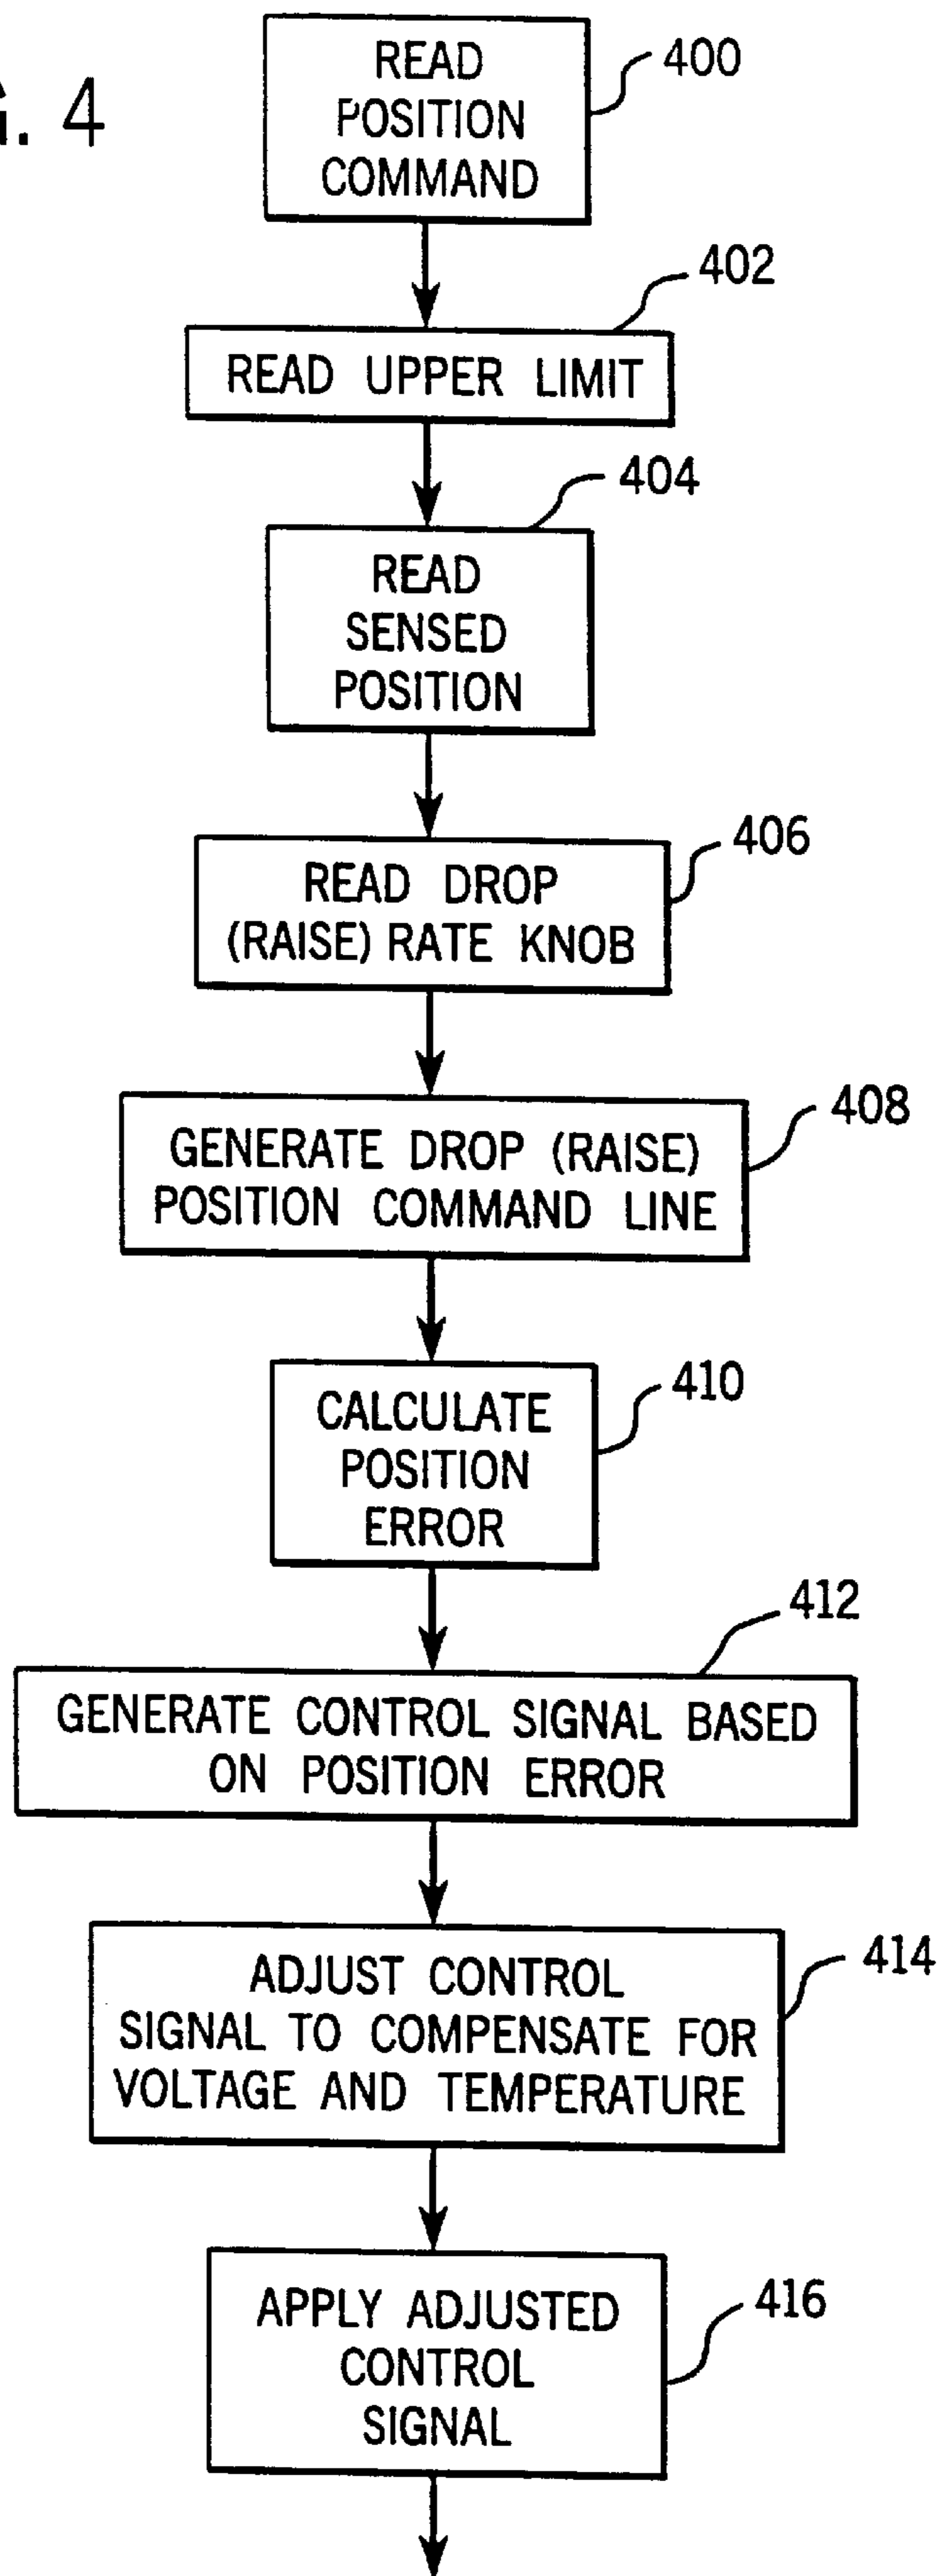 G. 4
READ
POSITION
COMMAND
400
READ UPPER LIMIT
402
READ
SENSED
POSITION
404
READ DROP
(RAISE) RATE KNOB
406
GENERATE DROP (RAISE)
POSITION COMMAND LINE
408
CALCULATE
POSITION
ERROR
410
GENERATE CONTROL SIGNAL BASED
ON POSITION ERROR
412
ADJUST CONTROL
SIGNAL TO COMPENSATE FOR
VOLTAGE AND TEMPERATURE
414
APPLY ADJUSTED
CONTROL
SIGNAL
416